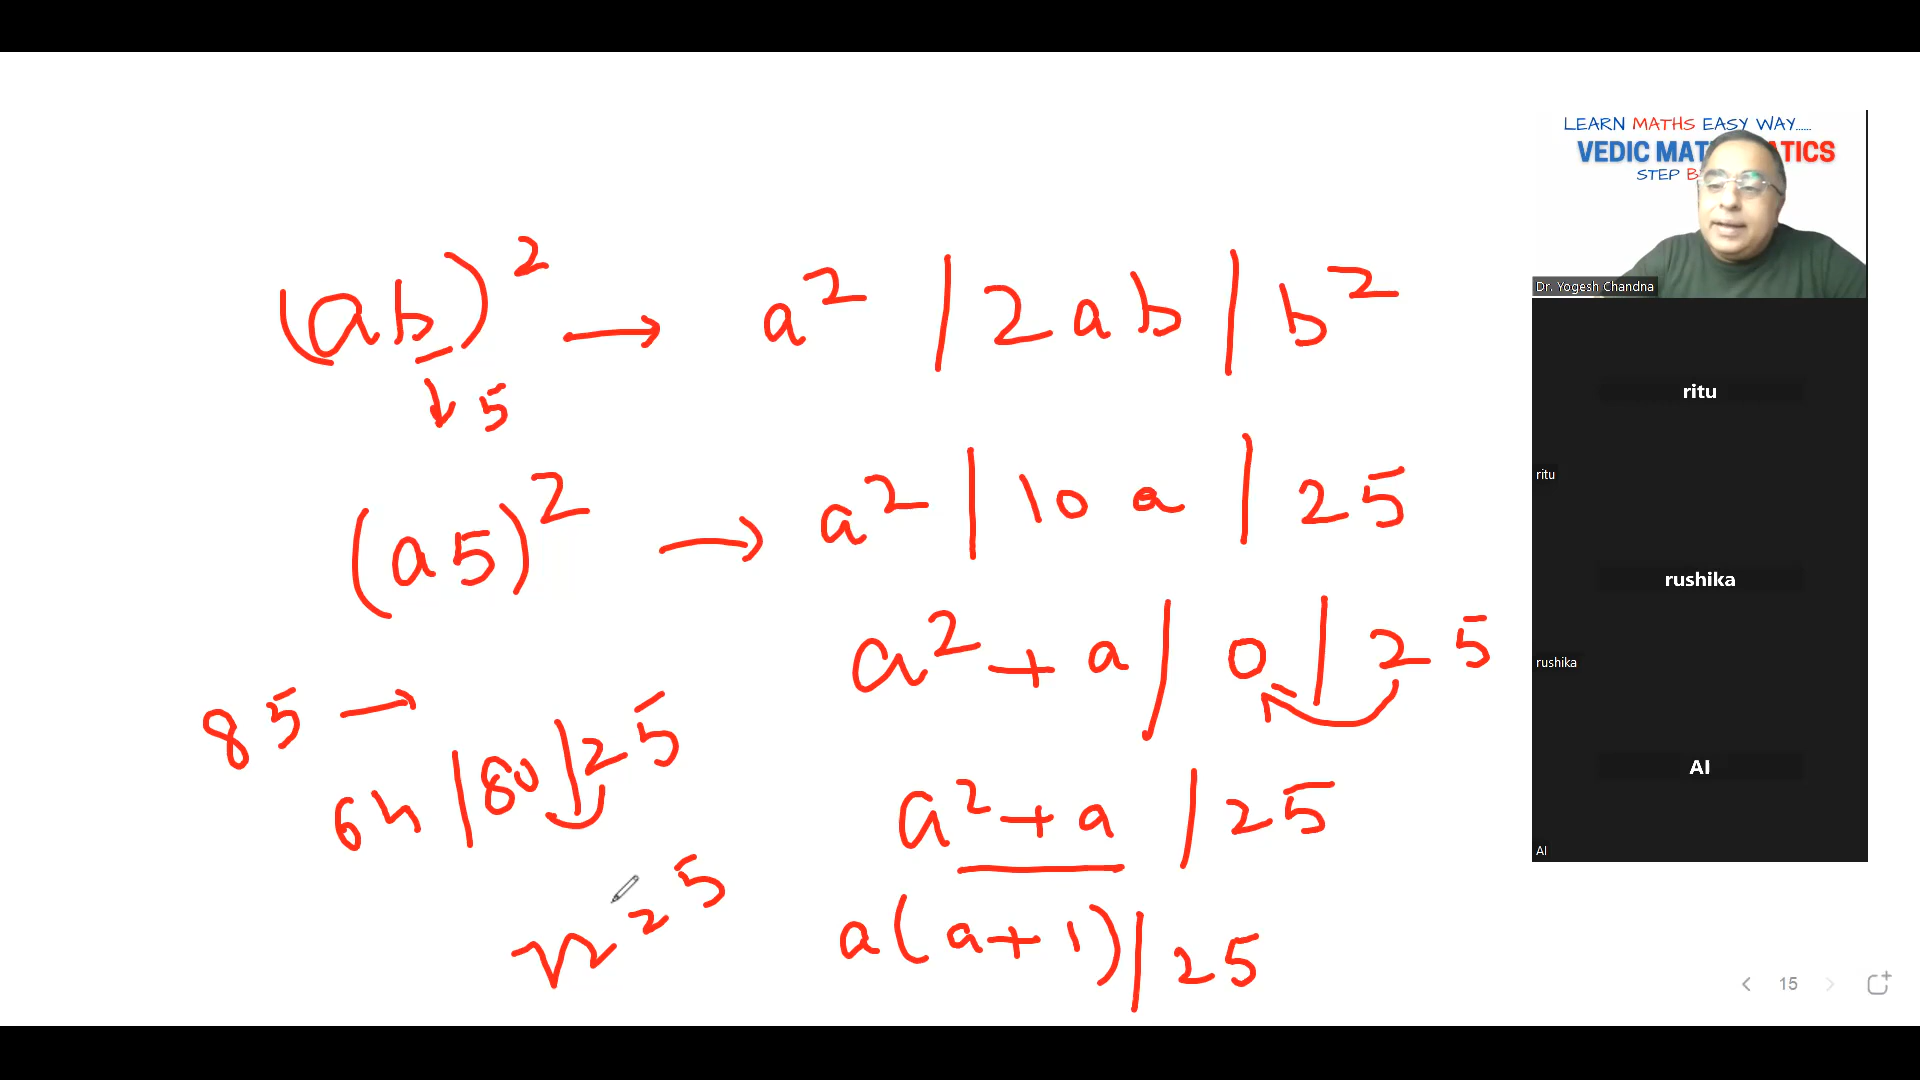 LEARN MATHS EASY WAY......
VEDIC MAT ATICS
STEP B
Dr. Yogesh Chandna
(ab)² → a² | 2ab | b²
↓ 5
(a5)² → a² | 10 a | 25
a² + a | 0 | 25
85 →
64 | 80 | 25
a² + a | 25
7225
a(a+1) | 25
ritu
ritu
rushika
rushika
AI
AI
15